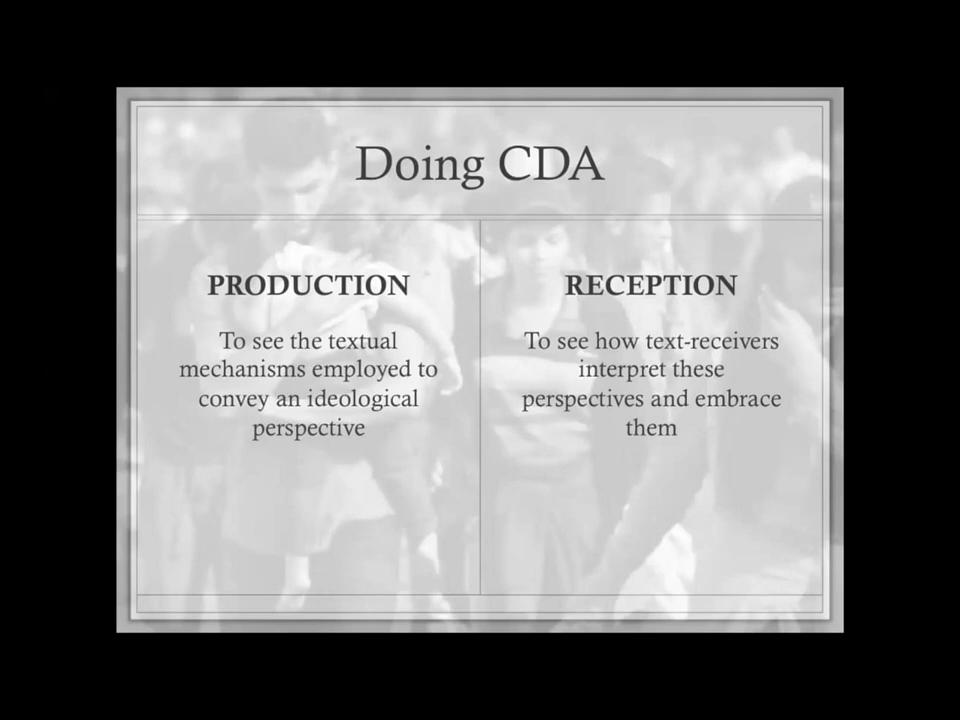 Doing CDA
PRODUCTION
To see the textual
mechanisms employed to
convey an ideological
perspective
RECEPTION
To see how text-receivers
interpret these
perspectives and embrace
them